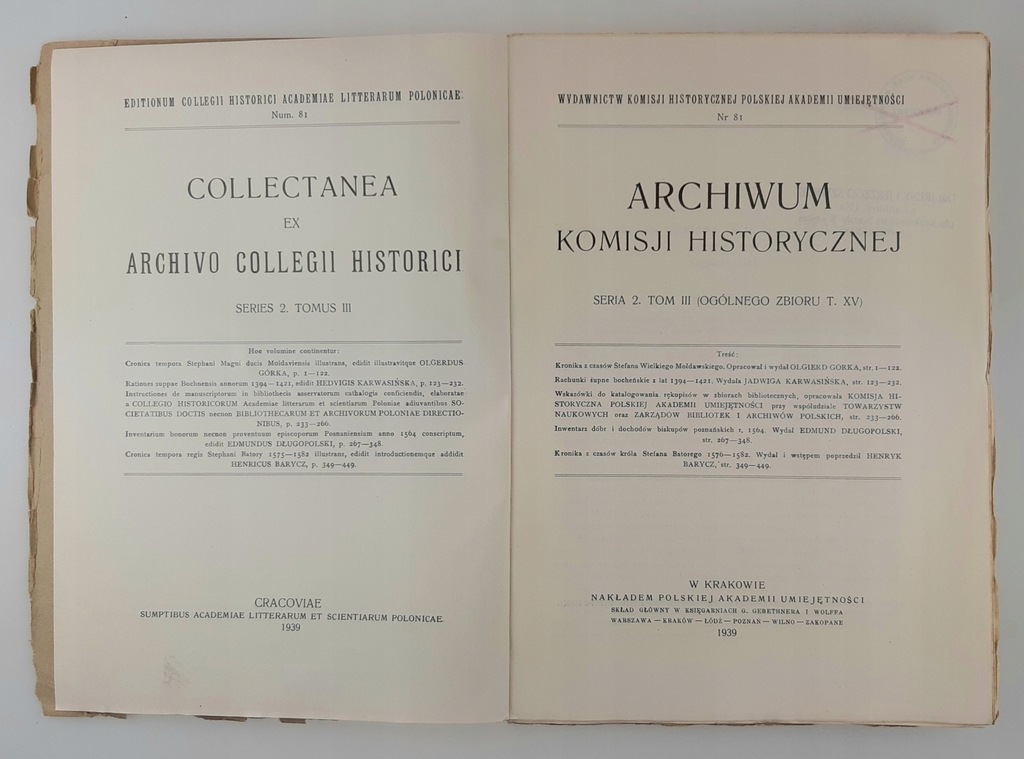 EDITIONUM COLLEGII HISTORICI ACADEMIAE LITTERARUM POLONICAE.
Num. 81
COLLECTANEA
EX
ARCHIVO COLLEGII HISTORICI
SERIES 2. TOMUS III
Hoc volumine continentur:
Cronica tempora Stephani Magni ducis Moldaviensis illustrans, edidit illustravitque OLGERDUS
GÓRKA, p. 1—122.
Rationes zuppae Bochnensis annorum 1394—1421, edidit HEDVIGIS KARWASIŃSKA, p. 123—232.
Instructiones de manuscriptorum in bibliothecis asservatorum cathalogis conficiendis, elaboratae
a COLLEGIO HISTORICORUM Academiae litterarum et scientiarum Poloniae adiuvantibus SO-
CIETATIBUS DOCTIS necnon BIBLIOTHECARUM ET ARCHIVORUM POLONIAE DIRECTIO-
NIBUS, p. 233—266.
Inventarium bonorum necnon proventuum episcoporum Posnaniensium anno 1564 conscriptum,
edidit EDMUNDUS DŁUGOPOLSKI, p. 267—348.
Cronica tempora regis Stephani Batory 1575—1582 illustrans, edidit introductionemque addidit
HENRICUS BARYCZ, p. 349—449.
CRACOVIAE
SUMPTIBUS ACADEMIAE LITTERARUM ET SCIENTIARUM POLONICAE.
1939
WYDAWNICTW KOMISJI HISTORYCZNEJ POLSKIEJ AKADEMII UMIEJĘTNOŚCI
Nr 81
ARCHIWUM
KOMISJI HISTORYCZNEJ
SERIA 2. TOM III (OGÓLNEGO ZBIORU T. XV)
Treść:
Kronika z czasów Stefana Wielkiego Mołdawskiego. Opracował i wydał OLGIERD GÓRKA, str. 1—122.
Rachunki żupne bocheńskie z lat 1394—1421. Wydała JADWIGA KARWASIŃSKA, str. 123—232.
Wskazówki do katalogowania rękopisów w zbiorach bibliotecznych, opracowała KOMISJA HI-
STORYCZNA POLSKIEJ AKADEMII UMIEJĘTNOŚCI przy współudziale TOWARZYSTW
NAUKOWYCH oraz ZARZĄDÓW BIBLIOTEK I ARCHIWÓW POLSKICH, str. 233—266.
Inwentarz dóbr i dochodów biskupów poznańskich r. 1564. Wydał EDMUND DŁUGOPOLSKI,
str. 267—348.
Kronika z czasów króla Stefana Batorego 1576—1582. Wydał i wstępem poprzedził HENRYK
BARYCZ, str. 349—449.
W KRAKOWIE
NAKŁADEM POLSKIEJ AKADEMII UMIEJĘTNOŚCI
SKŁAD GŁÓWNY W KSIĘGARNIACH G. GEBETHNERA I WOLFFA
WARSZAWA — KRAKÓW — ŁÓDŹ — POZNAŃ — WILNO — ZAKOPANE
1939